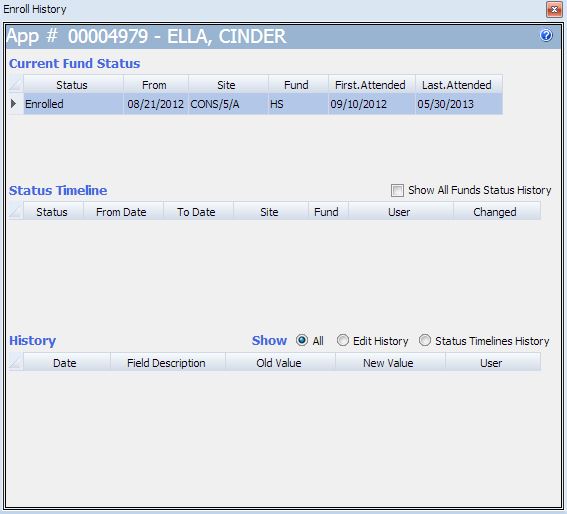 Enroll History
App # 00004979 - ELLA, CINDER
?
Current Fund Status
Status From Site Fund First.Attended Last.Attended
Enrolled 08/21/2012 CONS/5/A HS 09/10/2012 05/30/2013
Status Timeline Show All Funds Status History
Status From Date To Date Site Fund User Changed
History Show All Edit History Status Timelines History
Date Field Description Old Value New Value User